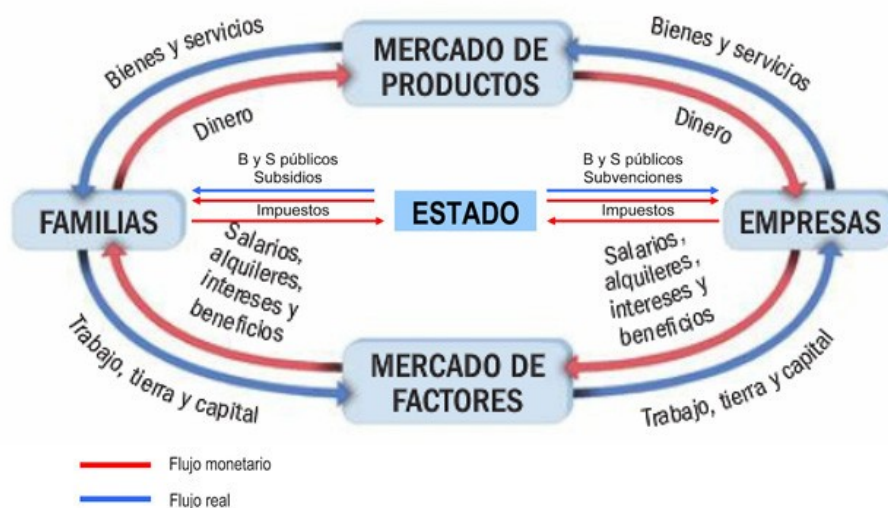 Bienes y servicios
MERCADO DE
PRODUCTOS
Bienes y servicios
Dinero
Dinero
B y S públicos
Subsidios
B y S públicos
Subvenciones
FAMILIAS
Impuestos
ESTADO
Impuestos
EMPRESAS
Salarios,
alquileres,
intereses y
beneficios
Salarios,
alquileres,
intereses y
beneficios
Trabajo, tierra y capital
MERCADO DE
FACTORES
Trabajo, tierra y capital
Flujo monetario
Flujo real